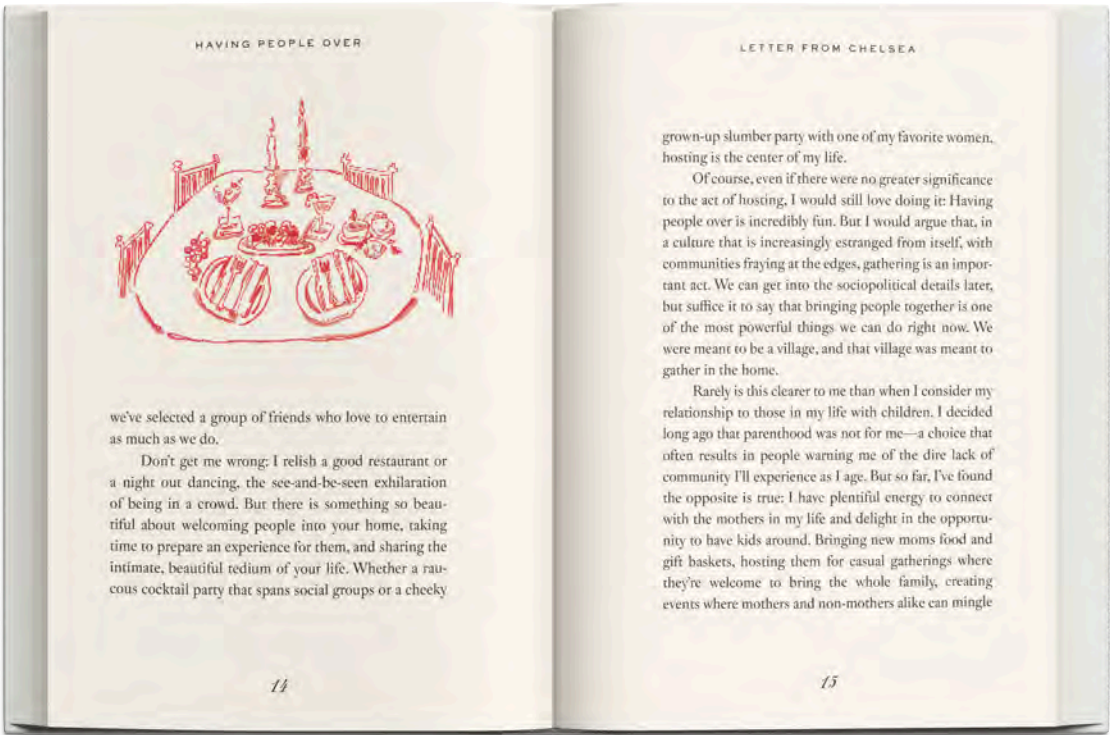 HAVING PEOPLE OVER
we've selected a group of friends who love to entertain
as much as we do.
Don't get me wrong: I relish a good restaurant or
a night out dancing, the see-and-be-seen exhilaration
of being in a crowd. But there is something so beau-
tiful about welcoming people into your home, taking
time to prepare an experience for them, and sharing the
intimate, beautiful tedium of your life. Whether a rau-
cous cocktail party that spans social groups or a cheeky
14
LETTER FROM CHELSEA
grown-up slumber party with one of my favorite women,
hosting is the center of my life.
Of course, even if there were no greater significance
to the act of hosting, I would still love doing it: Having
people over is incredibly fun. But I would argue that, in
a culture that is increasingly estranged from itself, with
communities fraying at the edges, gathering is an impor-
tant act. We can get into the sociopolitical details later,
but suffice it to say that bringing people together is one
of the most powerful things we can do right now. We
were meant to be a village, and that village was meant to
gather in the home.
Rarely is this clearer to me than when I consider my
relationship to those in my life with children. I decided
long ago that parenthood was not for me—a choice that
often results in people warning me of the dire lack of
community I'll experience as I age. But so far, I've found
the opposite is true: I have plentiful energy to connect
with the mothers in my life and delight in the opportu-
nity to have kids around. Bringing new moms food and
gift baskets, hosting them for casual gatherings where
they're welcome to bring the whole family, creating
events where mothers and non-mothers alike can mingle
15